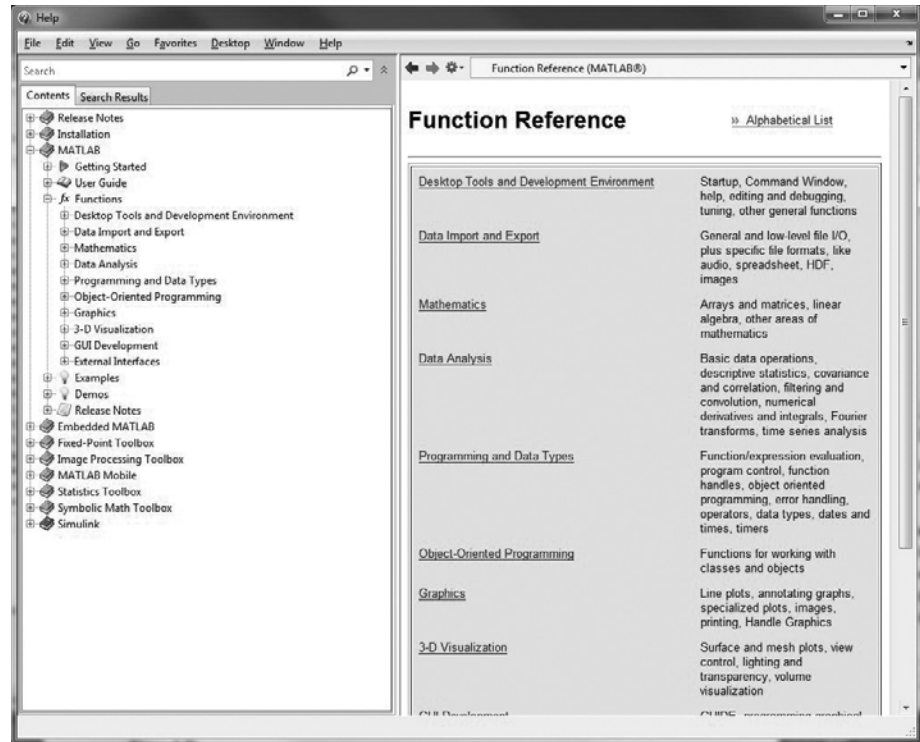 Help
File Edit View Go Favorites Desktop Window Help
Search
Contents Search Results
Release Notes
Installation
MATLAB
Getting Started
User Guide
fx Functions
Desktop Tools and Development Environment
Data Import and Export
Mathematics
Data Analysis
Programming and Data Types
Object-Oriented Programming
Graphics
3-D Visualization
GUI Development
External Interfaces
Examples
Demos
Release Notes
Embedded MATLAB
Fixed-Point Toolbox
Image Processing Toolbox
MATLAB Mobile
Statistics Toolbox
Symbolic Math Toolbox
Simulink
Function Reference (MATLAB®)
Function Reference
» Alphabetical List
Desktop Tools and Development Environment
Startup, Command Window,
help, editing and debugging,
tuning, other general functions
Data Import and Export
General and low-level file I/O,
plus specific file formats, like
audio, spreadsheet, HDF,
images
Mathematics
Arrays and matrices, linear
algebra, other areas of
mathematics
Data Analysis
Basic data operations,
descriptive statistics, covariance
and correlation, filtering and
convolution, numerical
derivatives and integrals, Fourier
transforms, time series analysis
Programming and Data Types
Function/expression evaluation,
program control, function
handles, object oriented
programming, error handling,
operators, data types, dates and
times, timers
Object-Oriented Programming
Functions for working with
classes and objects
Graphics
Line plots, annotating graphs,
specialized plots, images,
printing, Handle Graphics
3-D Visualization
Surface and mesh plots, view
control, lighting and
transparency, volume
visualization
GUI Development
GUIDE, programming graphical